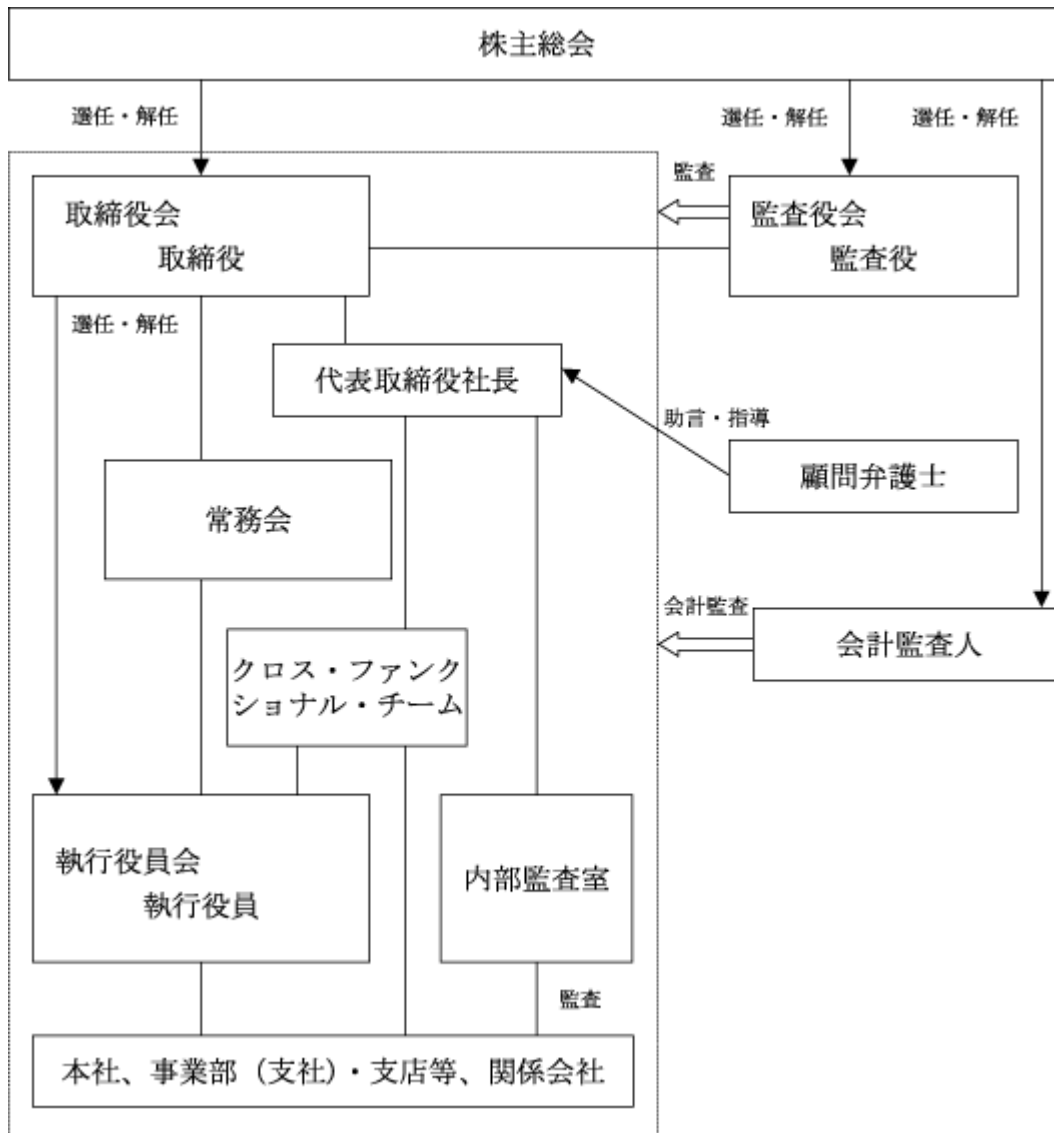 株主総会
選任・解任
選任・解任
選任・解任
監査
取締役会
取締役
監査役会
監査役
選任・解任
代表取締役社長
助言・指導
顧問弁護士
常務会
会計監査
会計監査人
クロス・ファンク
ショナル・チーム
執行役員会
執行役員
内部監査室
監査
本社、事業部（支社）・支店等、関係会社